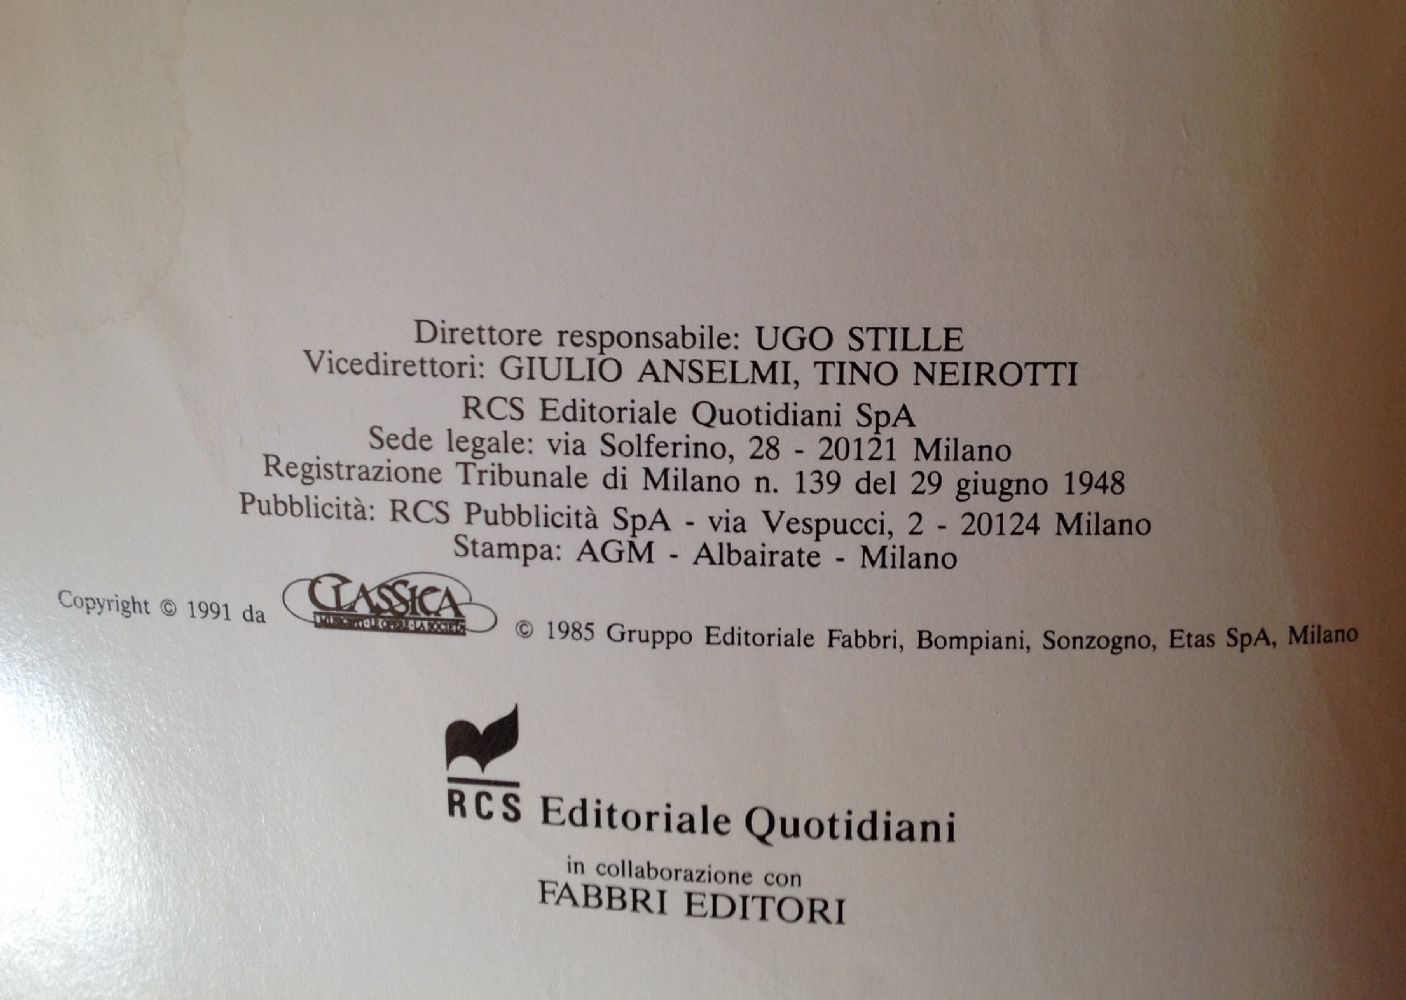 Direttore responsabile: UGO STILLE
Vicedirettori: GIULIO ANSELMI, TINO NEIROTTI
RCS Editoriale Quotidiani SpA
Sede legale: via Solferino, 28 - 20121 Milano
Registrazione Tribunale di Milano n. 139 del 29 giugno 1948
Pubblicità: RCS Pubblicità SpA - via Vespucci, 2 - 20124 Milano
Stampa: AGM - Albairate - Milano
Copyright © 1991 da CLASSICA © 1985 Gruppo Editoriale Fabbri, Bompiani, Sonzogno, Etas SpA, Milano
RCS Editoriale Quotidiani
in collaborazione con
FABBRI EDITORI